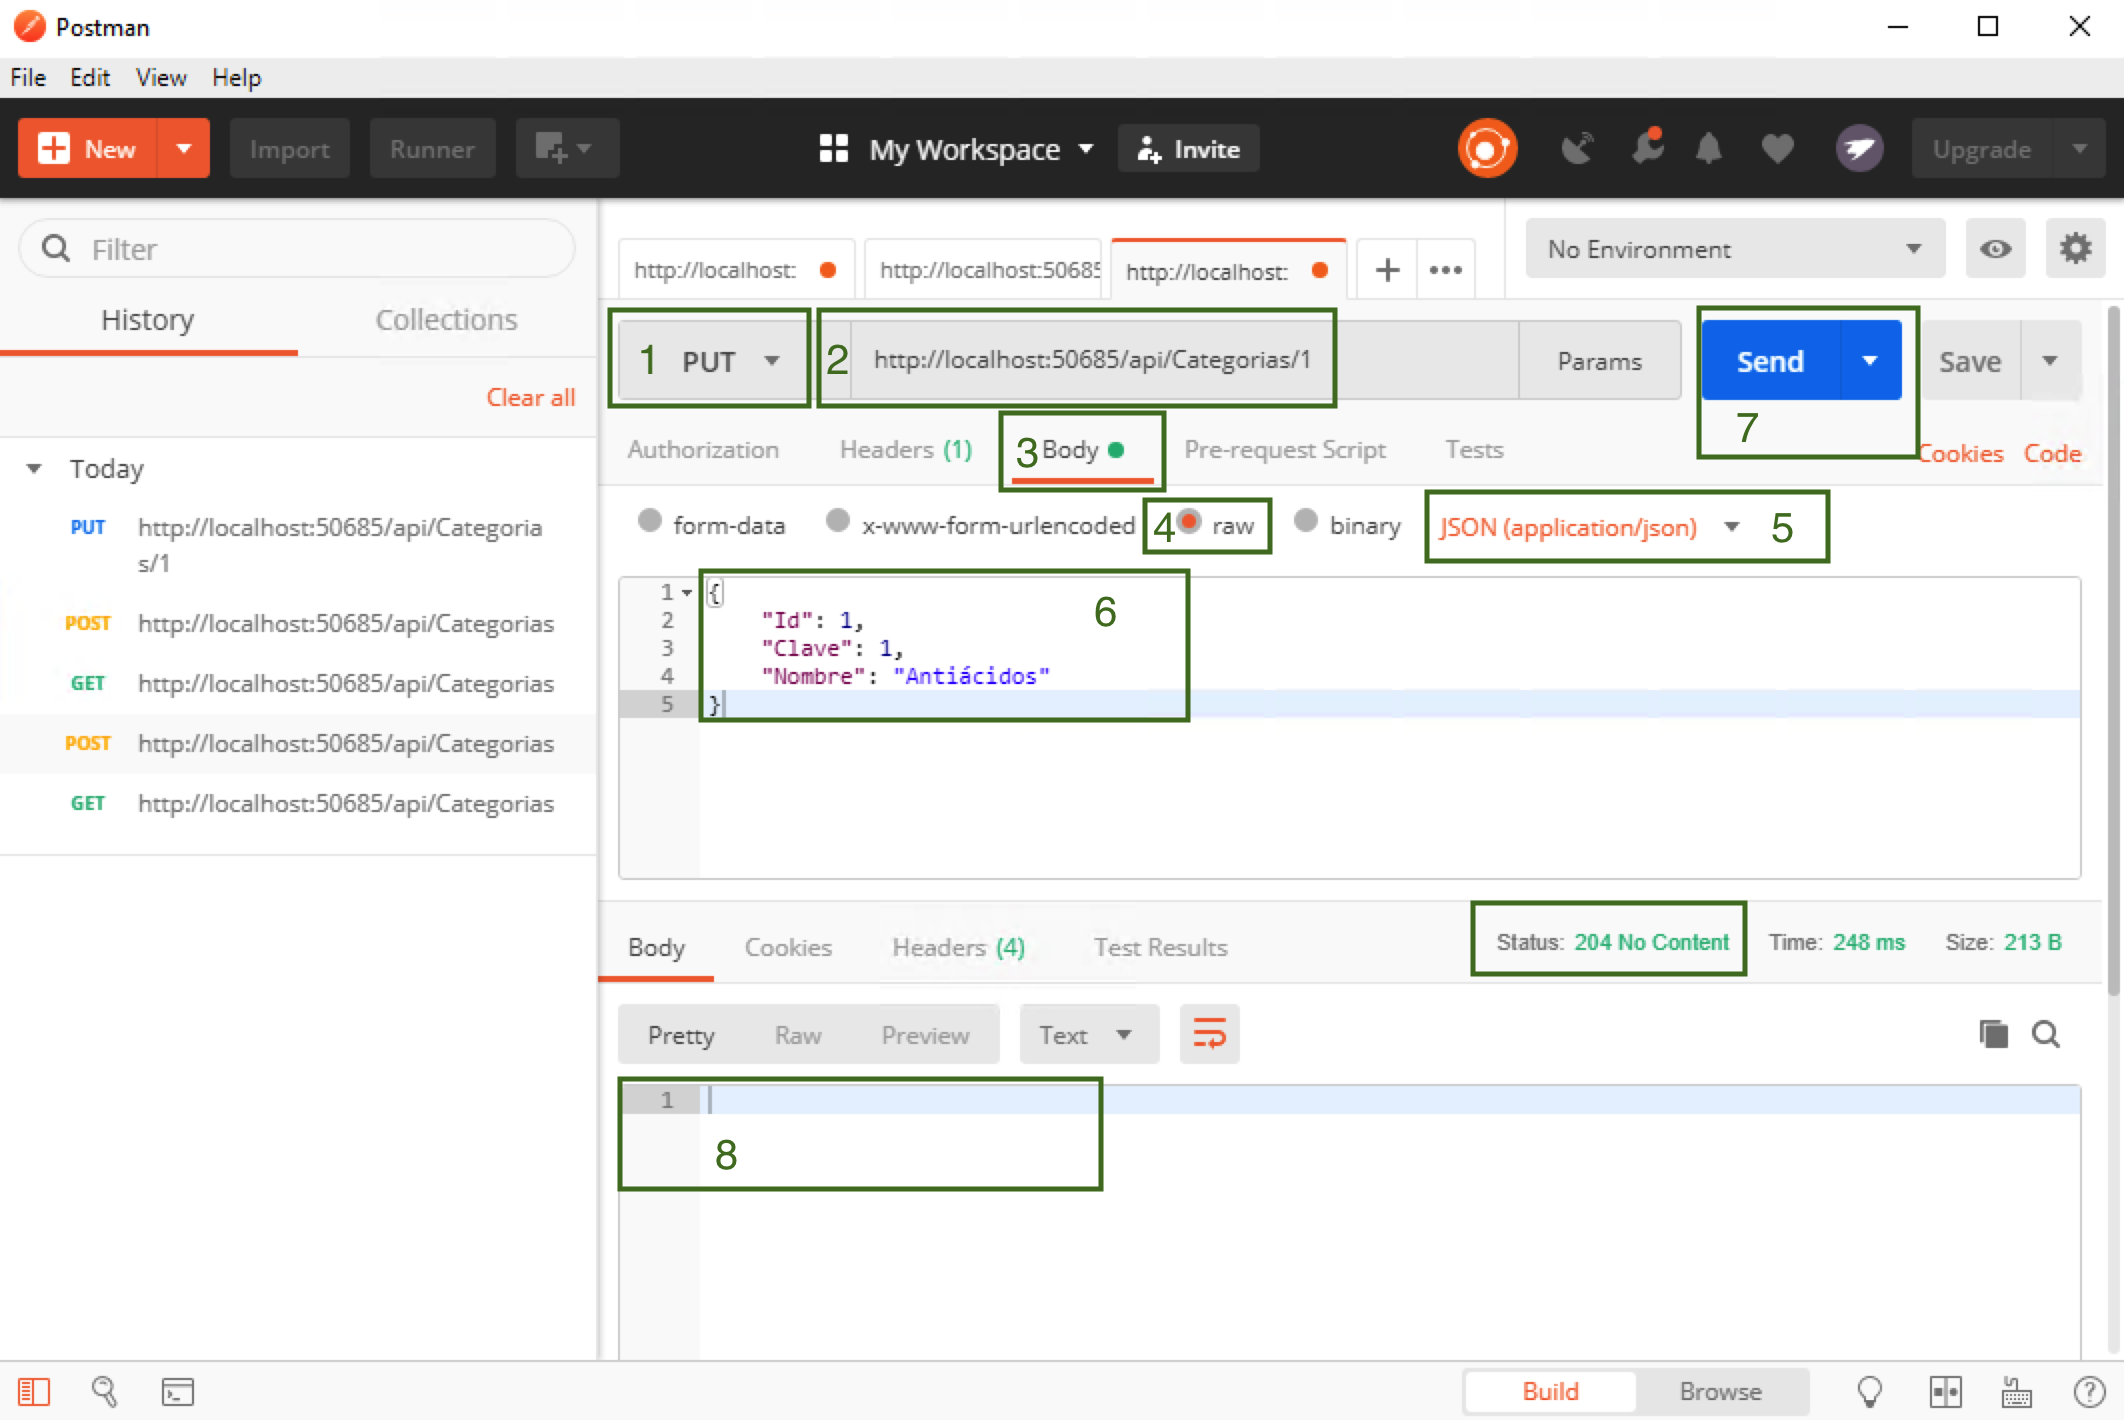 Postman
File Edit View Help
New Import Runner My Workspace Invite Upgrade
Filter
History Collections
Clear all
Today
PUT http://localhost:50685/api/Categoria
s/1
POST http://localhost:50685/api/Categorias
GET http://localhost:50685/api/Categorias
POST http://localhost:50685/api/Categorias
GET http://localhost:50685/api/Categorias
http://localhost: http://localhost:50685 http://localhost: + ••• No Environment
1 PUT 2 http://localhost:50685/api/Categorias/1 Params Send Save
7
Authorization Headers (1) 3 Body Pre-request Script Tests Cookies Code
form-data x-www-form-urlencoded 4 raw binary JSON (application/json) 5
1 {
6
2 "Id": 1,
3 "Clave": 1,
4 "Nombre": "Antiácidos"
5 }
Body Cookies Headers (4) Test Results Status: 204 No Content Time: 248 ms Size: 213 B
Pretty Raw Preview Text
1
8
Build Browse